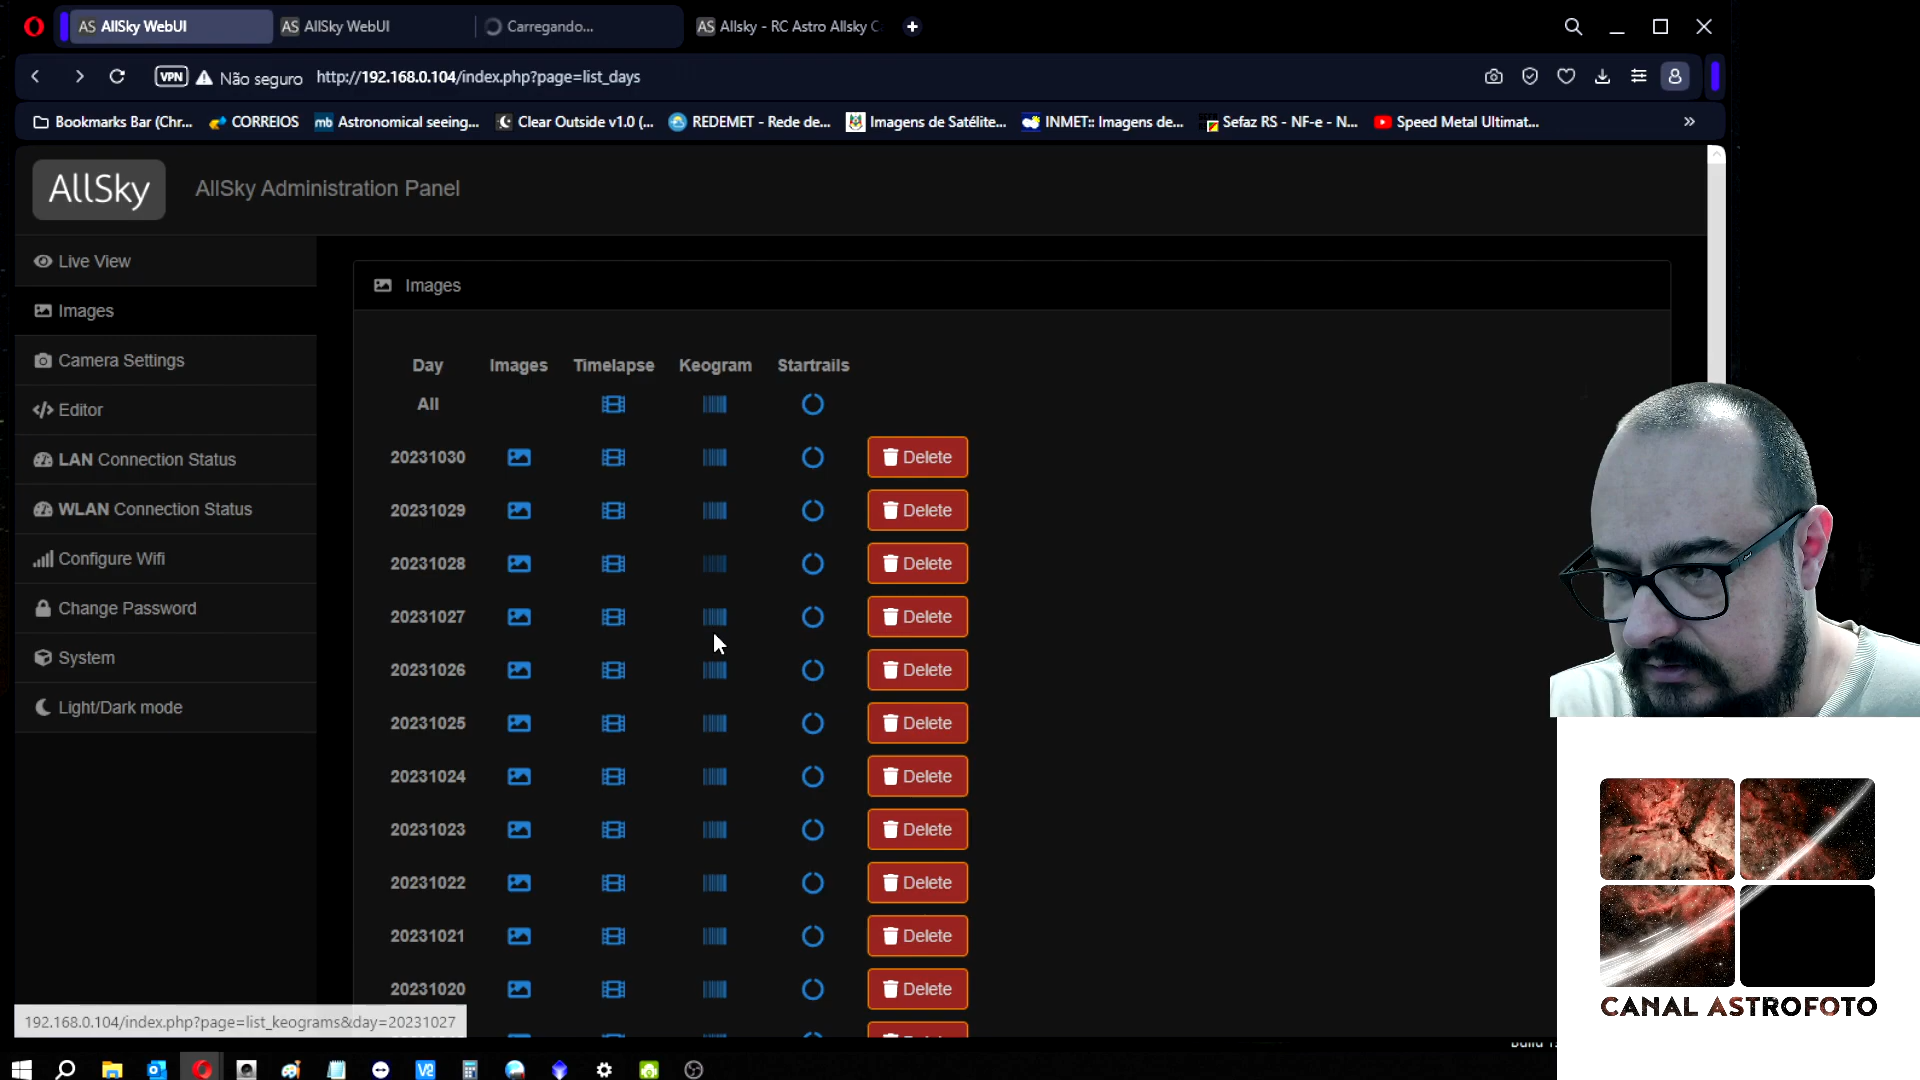 AS AllSky WebUI
AS AllSky WebUI
Carregando...
AS Allsky - RC Astro Allsky C
VPN Não seguro http://192.168.0.104/index.php?page=list_days
Bookmarks Bar (Chr...
CORREIOS
mb Astronomical seeing...
Clear Outside v1.0 (...
REDEMET - Rede de...
Imagens de Satélite...
INMET:: Imagens de...
Sefaz RS - NF-e - N...
Speed Metal Ultimat...
»
AllSky AllSky Administration Panel
Live View
Images
Camera Settings
Editor
LAN Connection Status
WLAN Connection Status
Configure Wifi
Change Password
System
Light/Dark mode
Images
Day Images Timelapse Keogram Startrails
All
20231030 Delete
20231029 Delete
20231028 Delete
20231027 Delete
20231026 Delete
20231025 Delete
20231024 Delete
20231023 Delete
20231022 Delete
20231021 Delete
20231020 Delete
192.168.0.104/index.php?page=list_keograms&day=20231027
CANAL ASTROFOTO